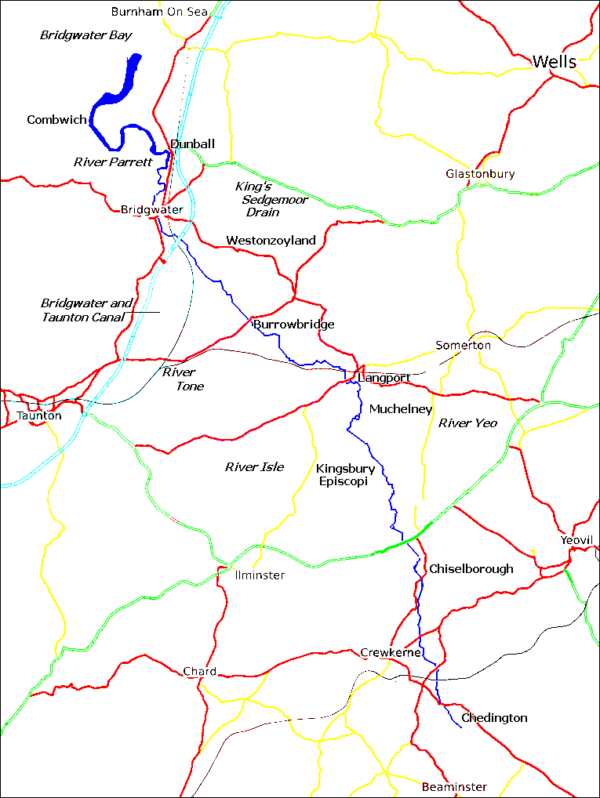 Burnham On Sea
Bridgwater Bay
Wells
Combwich
Dunball
River Parrett
Glastonbury
King's
Sedgemoor
Drain
Bridgwater
Westonzoyland
Bridgwater and
Taunton Canal
Burrowbridge
Somerton
River
Tone
Langport
Muchelney
Taunton
River Yeo
River Isle
Kingsbury
Episcopi
Yeovil
Chiselborough
Ilminster
Crewkerne
Chard
Chedington
Beaminster